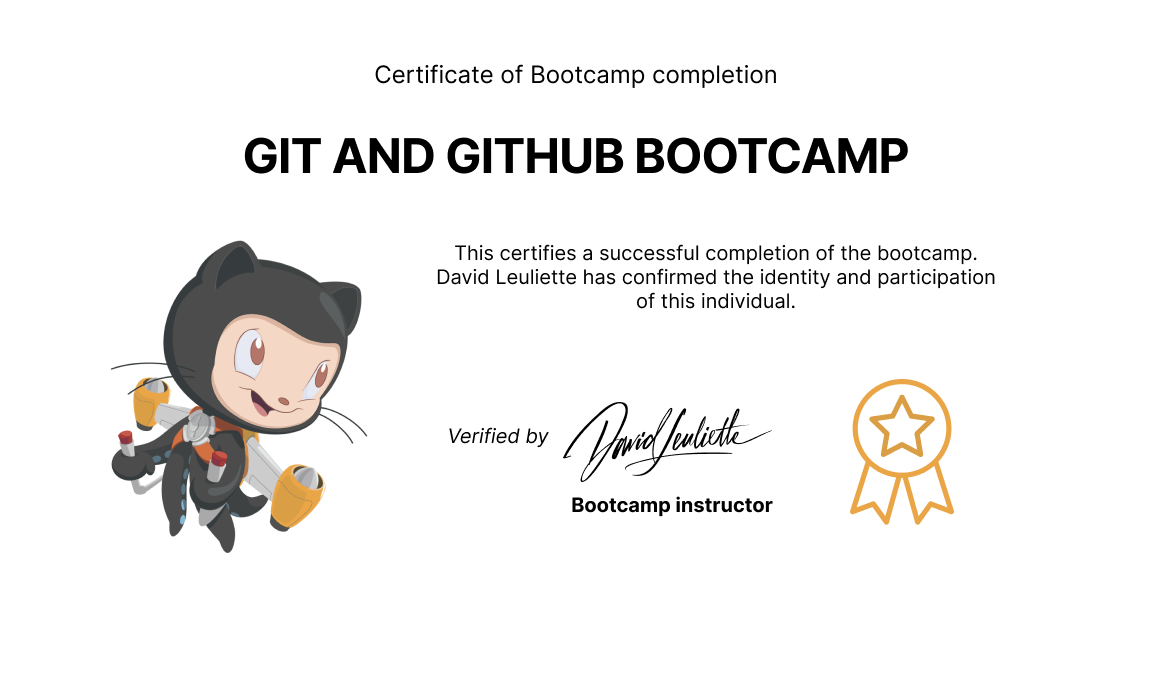 Certificate of Bootcamp completion
GIT AND GITHUB BOOTCAMP
This certifies a successful completion of the bootcamp.
David Leuliette has confirmed the identity and participation
of this individual.
Verified by
David Leuliette
Bootcamp instructor